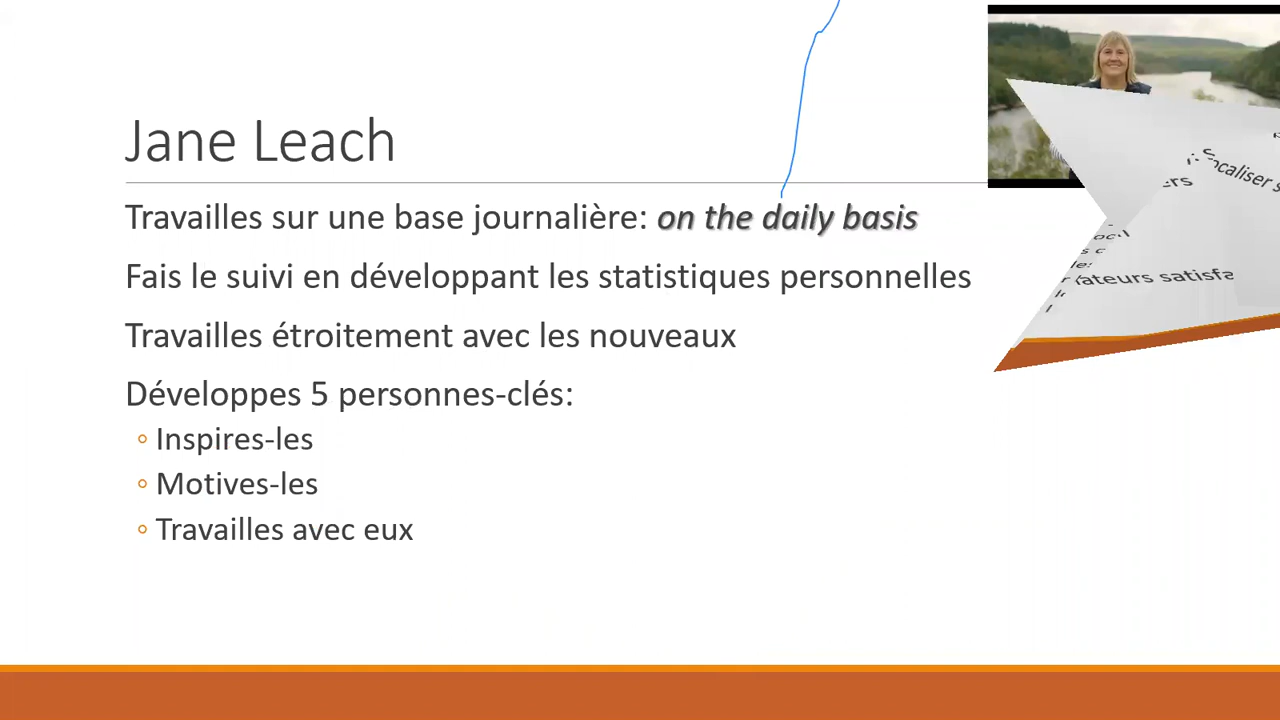 Jane Leach
Travailles sur une base journalière: on the daily basis
Fais le suivi en développant les statistiques personnelles
Travailles étroitement avec les nouveaux
Développes 5 personnes-clés:
Inspires-les
Motives-les
Travailles avec eux